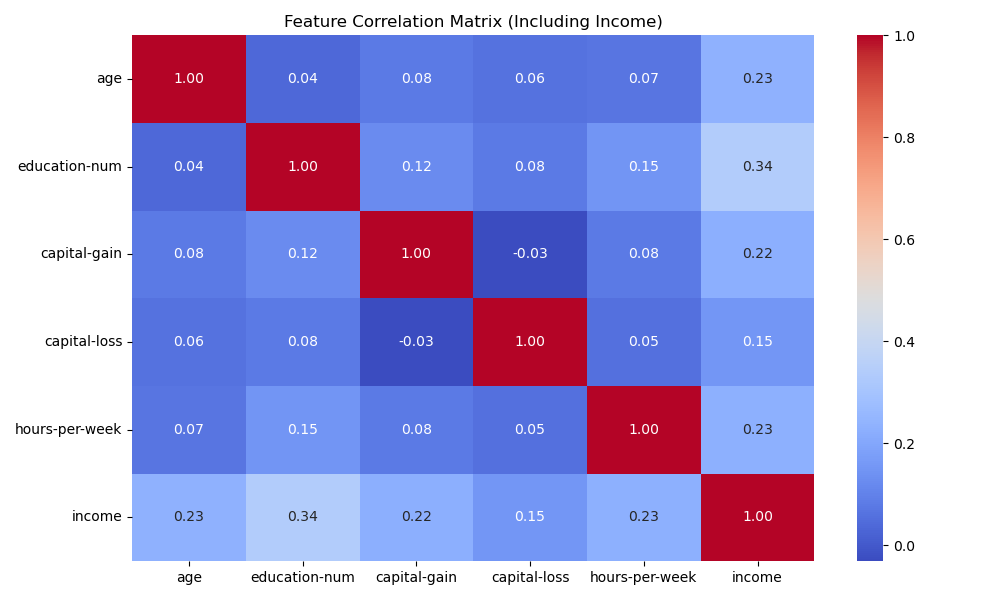 Feature Correlation Matrix (Including Income)
age 1.00 0.04 0.08 0.06 0.07 0.23
education-num 0.04 1.00 0.12 0.08 0.15 0.34
capital-gain 0.08 0.12 1.00 -0.03 0.08 0.22
capital-loss 0.06 0.08 -0.03 1.00 0.05 0.15
hours-per-week 0.07 0.15 0.08 0.05 1.00 0.23
income 0.23 0.34 0.22 0.15 0.23 1.00
age education-num capital-gain capital-loss hours-per-week income
1.0
0.8
0.6
0.4
0.2
0.0